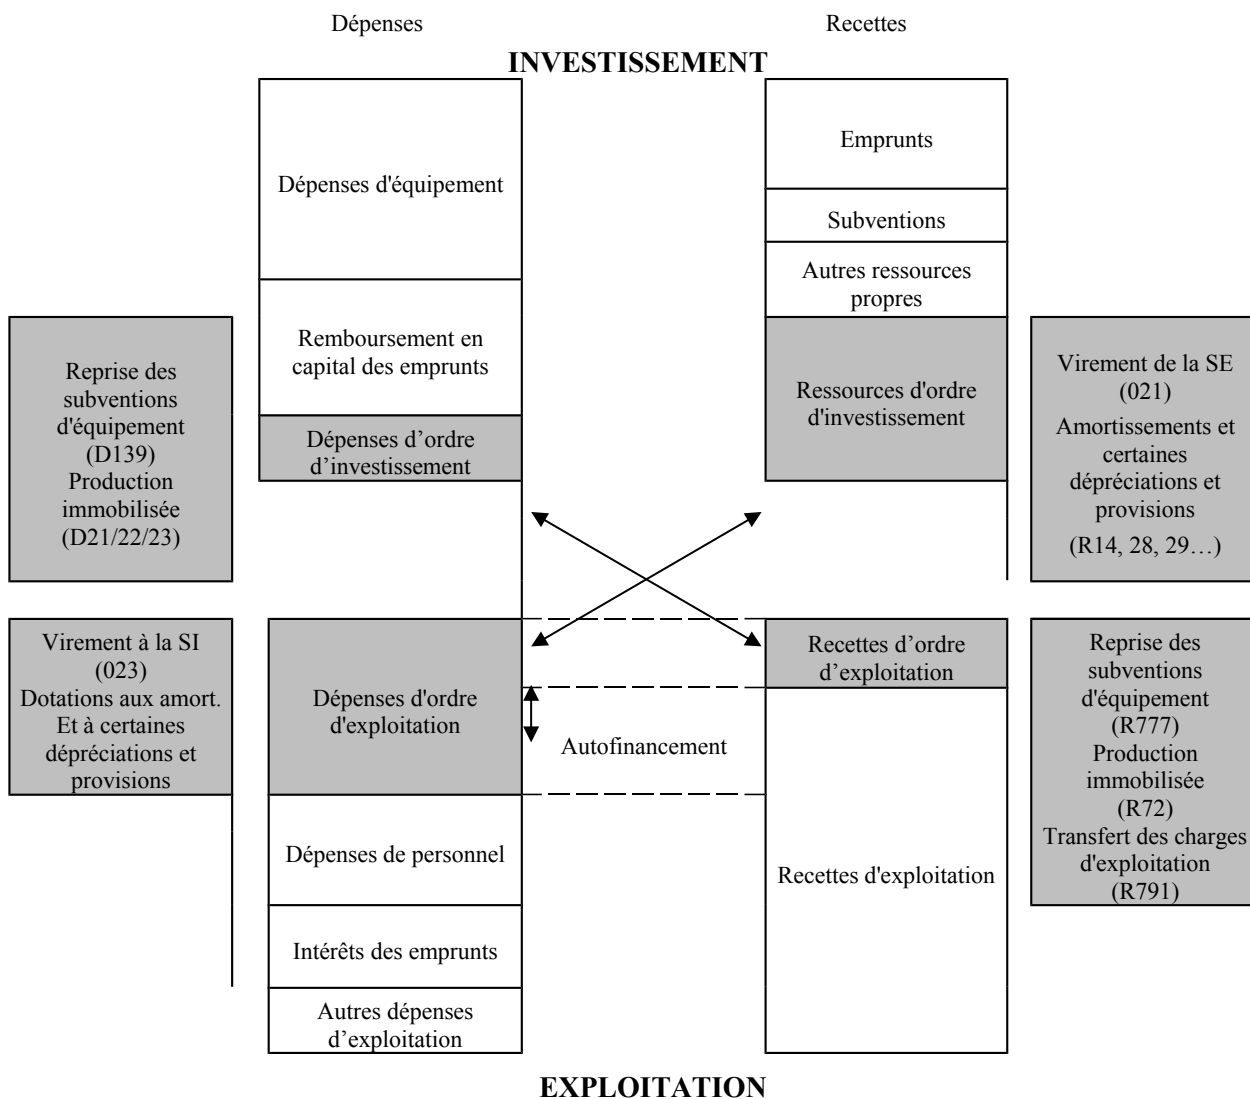 Dépenses
Recettes
INVESTISSEMENT
Dépenses d'équipement
Emprunts
Subventions
Autres ressources
propres
Remboursement en
capital des emprunts
Dépenses d’ordre
d’investissement
Ressources d'ordre
d'investissement
Reprise des
subventions
d'équipement
(D139)
Production
immobilisée
(D21/22/23)
Virement de la SE
(021)
Amortissements et
certaines
dépréciations et
provisions
(R14, 28, 29…)
Virement à la SI
(023)
Dotations aux amort.
Et à certaines
dépréciations et
provisions
Dépenses d'ordre
d'exploitation
Autofinancement
Recettes d’ordre
d’exploitation
Reprise des
subventions
d'équipement
(R777)
Production
immobilisée
(R72)
Transfert des charges
d'exploitation
(R791)
Dépenses de personnel
Recettes d'exploitation
Intérêts des emprunts
Autres dépenses
d’exploitation
EXPLOITATION